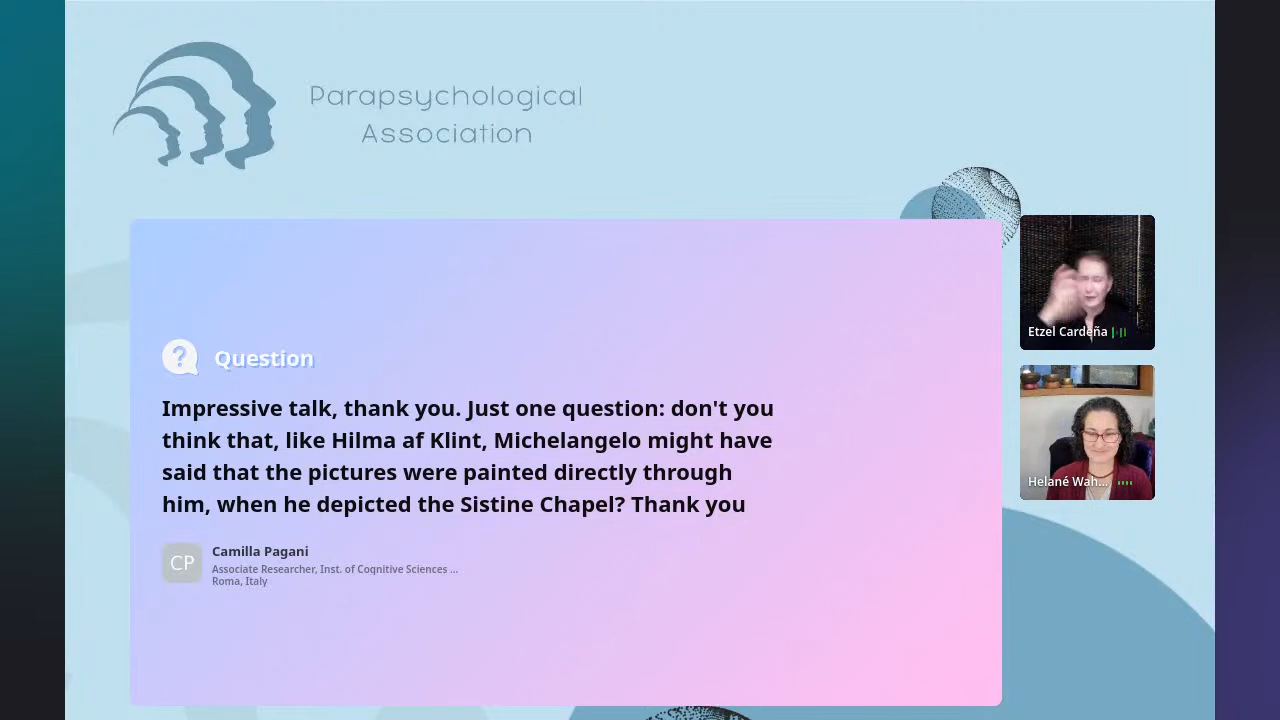 Parapsychological
Association
?
Question
Impressive talk, thank you. Just one question: don't you
think that, like Hilma af Klint, Michelangelo might have
said that the pictures were painted directly through
him, when he depicted the Sistine Chapel? Thank you
CP
Camilla Pagani
Associate Researcher, Inst. of Cognitive Sciences ...
Roma, Italy
Etzel Cardeña
Helané Wah...